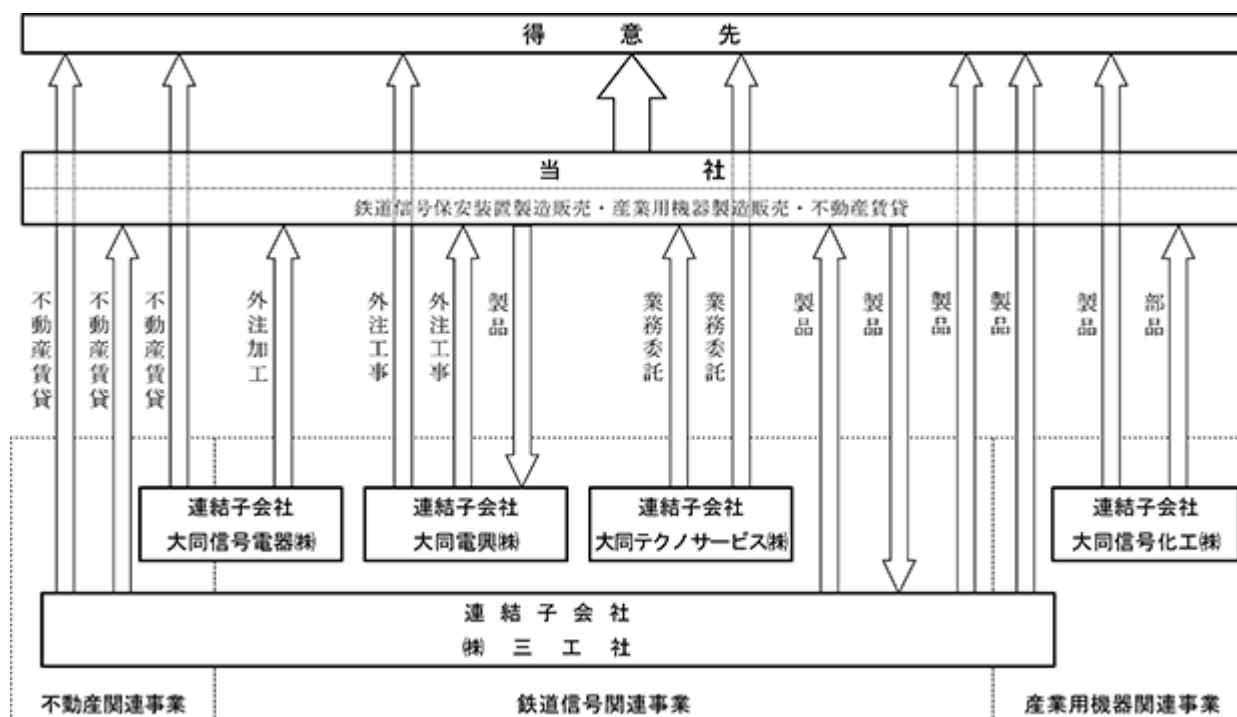 得意先
当社
鉄道信号保安装置製造販売・産業用機器製造販売・不動産賃貸
不動産賃貸
不動産賃貸
不動産賃貸
外注加工
外注工事
外注工事
製品
業務委託
業務委託
製品
製品
製品
製品
製品
部品
連結子会社
大同信号電器㈱
連結子会社
大同電興㈱
連結子会社
大同テクノサービス㈱
連結子会社
大同信号化工㈱
連結子会社
㈱三工社
不動産関連事業
鉄道信号関連事業
産業用機器関連事業